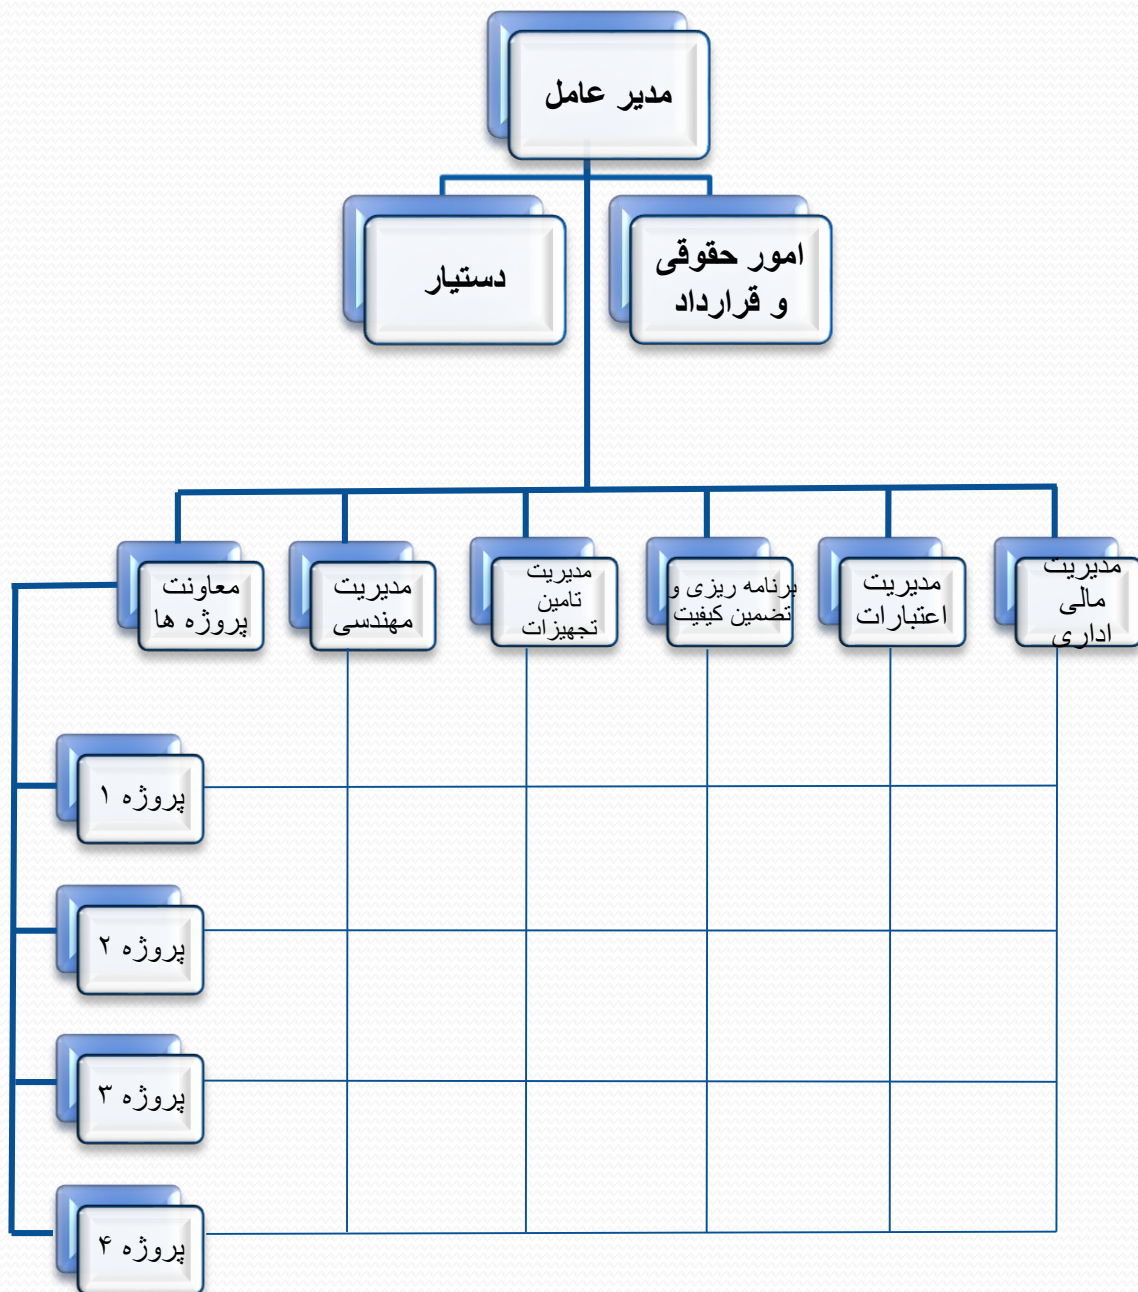 مدیر عامل
امور حقوقی
و قرارداد
دستیار
مدیریت
مالی
اداری
مدیریت
اعتبارات
برنامه ریزی و
تضمین کیفیت
مدیریت
تامین
تجهیزات
مدیریت
مهندسی
معاونت
پروژه ها
پروژه ۱
پروژه ۲
پروژه ۳
پروژه ۴